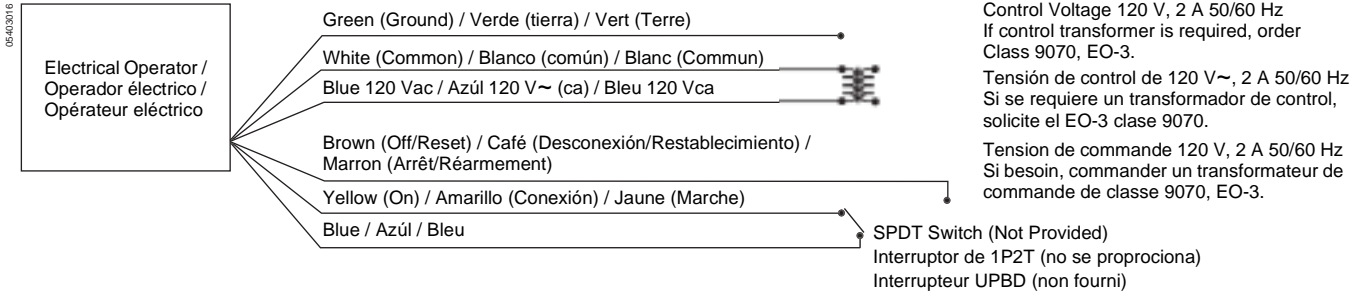 05403016
Electrical Operator /
Operador électrico /
Opérateur eléctrico
Green (Ground) / Verde (tierra) / Vert (Terre)
White (Common) / Blanco (común) / Blanc (Commun)
Blue 120 Vac / Azúl 120 V~ (ca) / Bleu 120 Vca
Brown (Off/Reset) / Café (Desconexión/Restablecimiento) /
Marron (Arrêt/Réarmement)
Yellow (On) / Amarillo (Conexión) / Jaune (Marche)
Blue / Azúl / Bleu
Control Voltage 120 V, 2 A 50/60 Hz
If control transformer is required, order
Class 9070, EO-3.
Tensión de control de 120 V~, 2 A 50/60 Hz
Si se requiere un transformador de control,
solicite el EO-3 clase 9070.
Tension de commande 120 V, 2 A 50/60 Hz
Si besoin, commander un transformateur de
commande de classe 9070, EO-3.
SPDT Switch (Not Provided)
Interruptor de 1P2T (no se proprociona)
Interrupteur UPBD (non fourni)